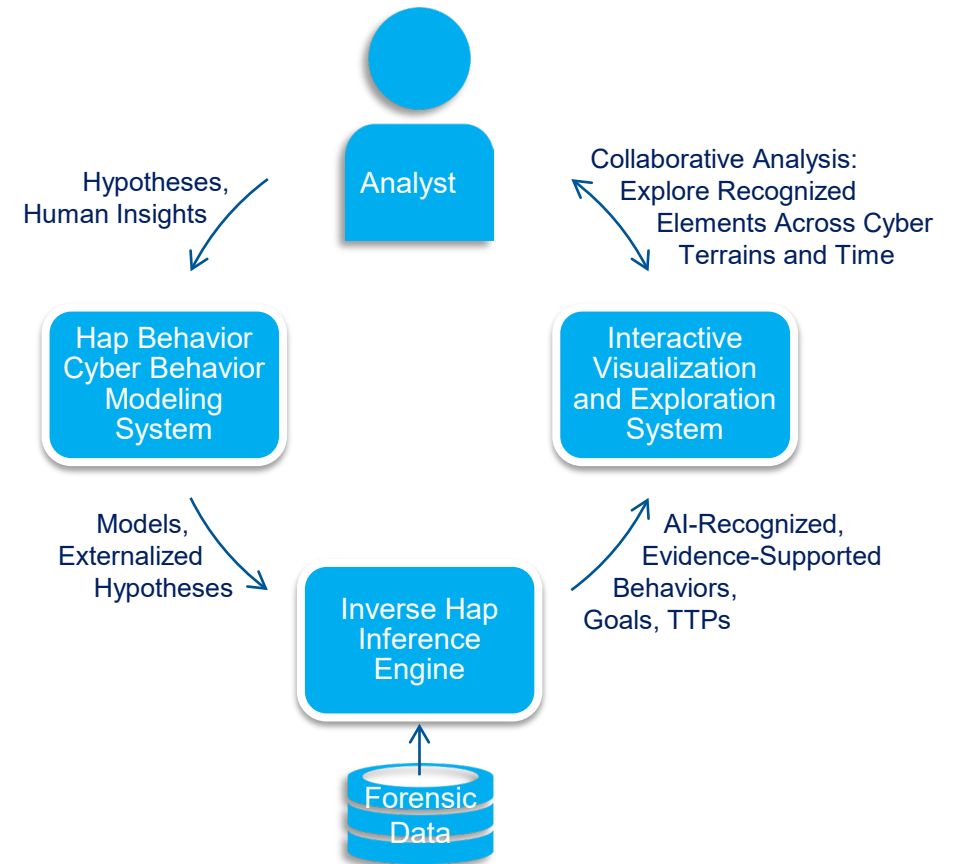 Analyst
Hypotheses,
Human Insights
Collaborative Analysis:
Explore Recognized
Elements Across Cyber
Terrains and Time
Hap Behavior
Cyber Behavior
Modeling
System
Interactive
Visualization
and Exploration
System
Models,
Externalized
Hypotheses
AI-Recognized,
Evidence-Supported
Behaviors,
Goals, TTPs
Inverse Hap
Inference
Engine
Forensic
Data